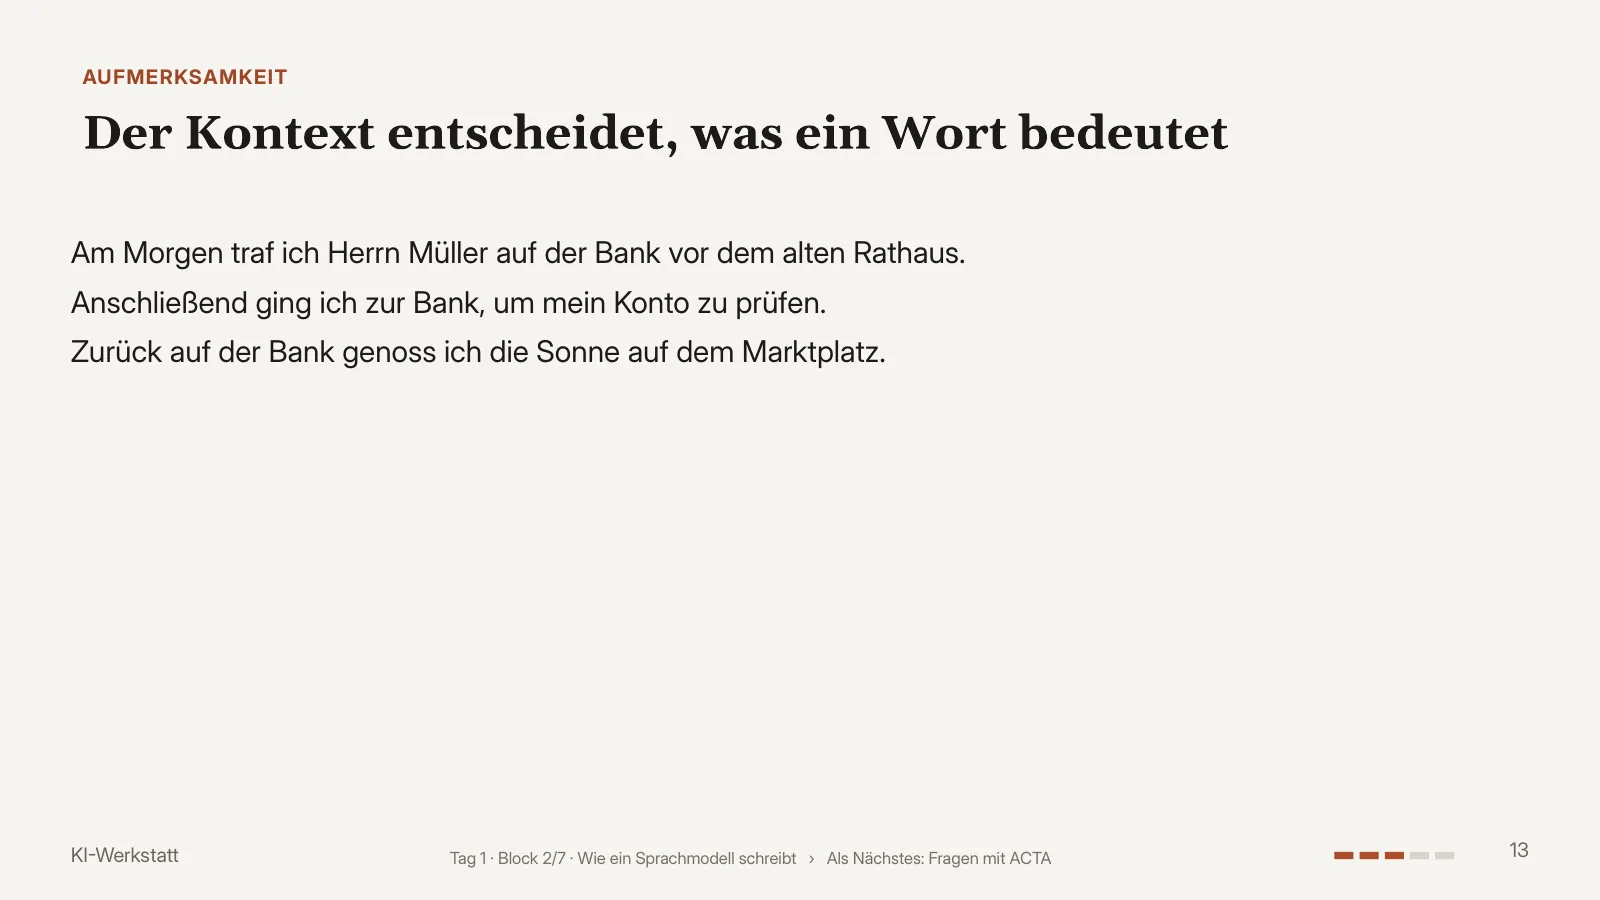 AUFMERKSAMKEIT
Der Kontext entscheidet, was ein Wort bedeutet
Am Morgen traf ich Herrn Müller auf der Bank vor dem alten Rathaus.
Anschließend ging ich zur Bank, um mein Konto zu prüfen.
Zurück auf der Bank genoss ich die Sonne auf dem Marktplatz.
KI-Werkstatt
Tag 1 · Block 2/7 · Wie ein Sprachmodell schreibt › Als Nächstes: Fragen mit ACTA
13